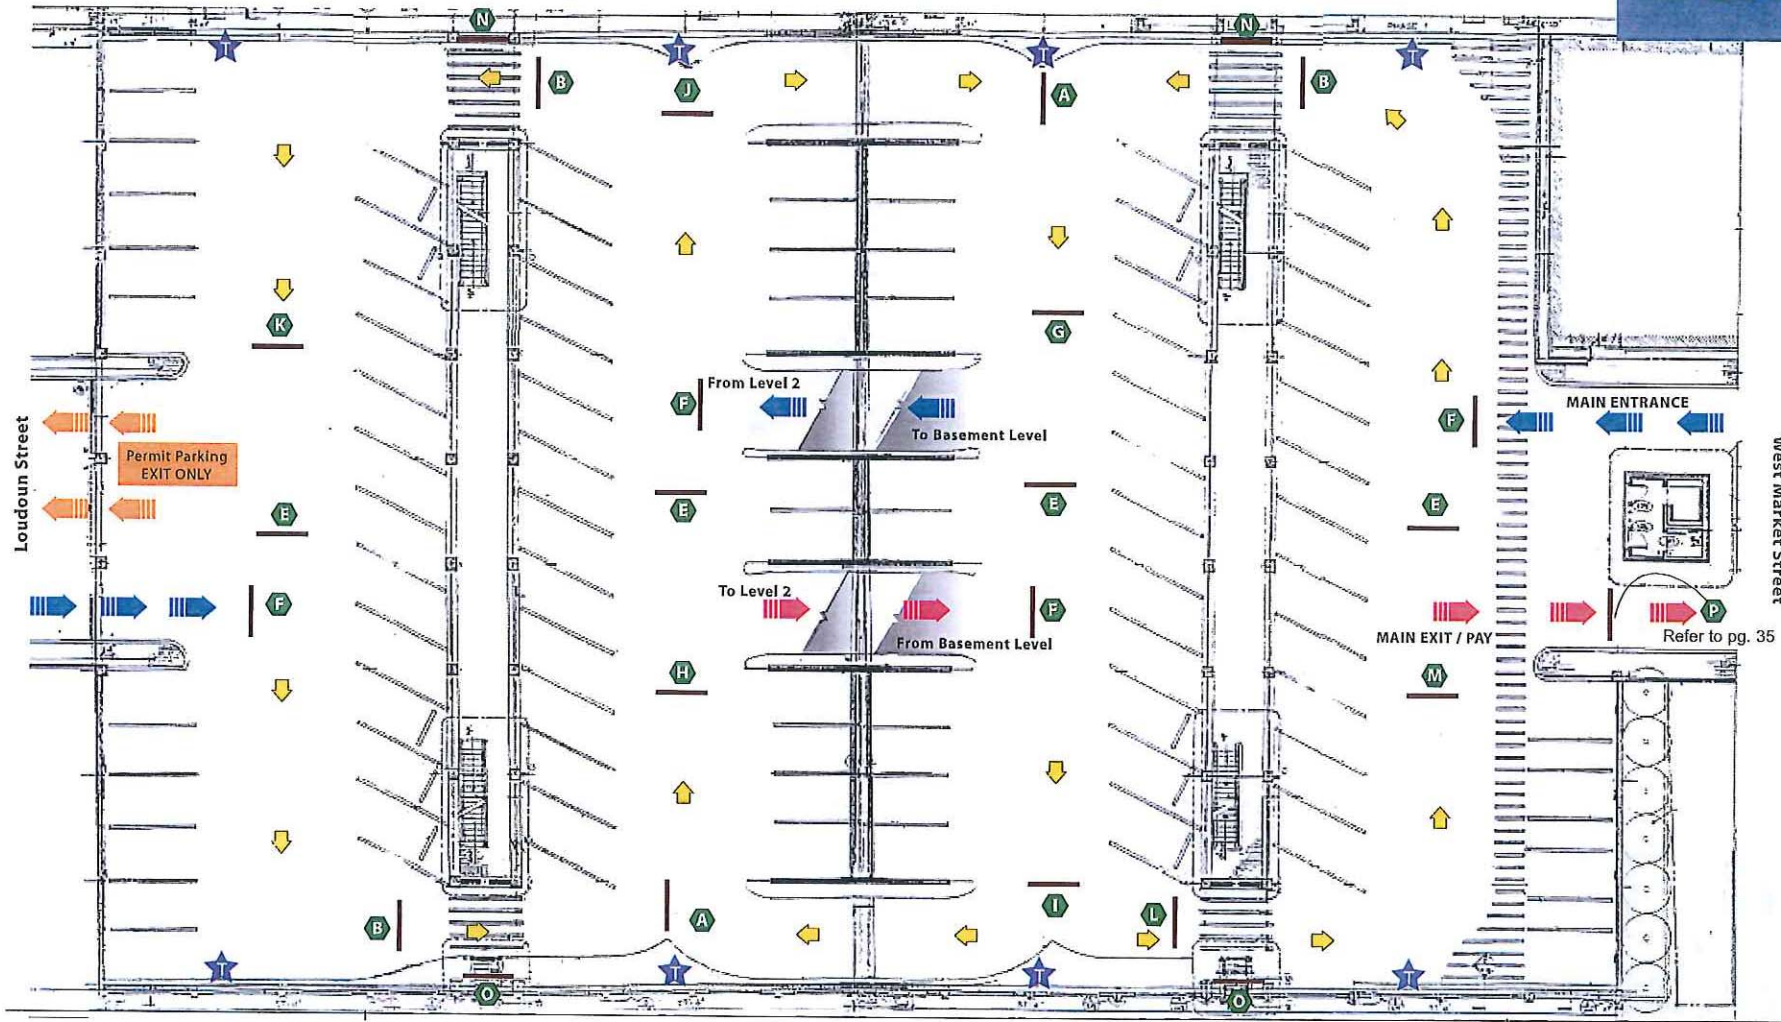 N
N
T
T
T
T
B
J
A
B
K
G
From Level 2
F
To Basement Level
MAIN ENTRANCE
F
Loudoun Street
Permit Parking
EXIT ONLY
E
E
E
E
West Market Street
F
To Level 2
F
From Basement Level
MAIN EXIT / PAY
P
Refer to pg. 35
H
M
B
A
I
L
T
T
T
T
O
O